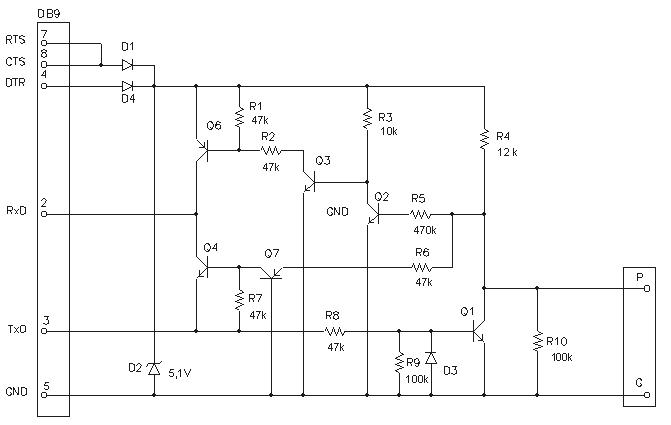 DB9
RTS 7
CTS 8
DTR 4
D1
D4
R1
47k
Q6
R2
47k
R3
10k
R4
12k
Q3
Q2
R5
470k
GND
RxD 2
Q4
Q7
R6
47k
P
R7
47k
R8
47k
Q1
TxD 3
R10
100k
D2
5,1V
R9
100k
D3
G
GND 5